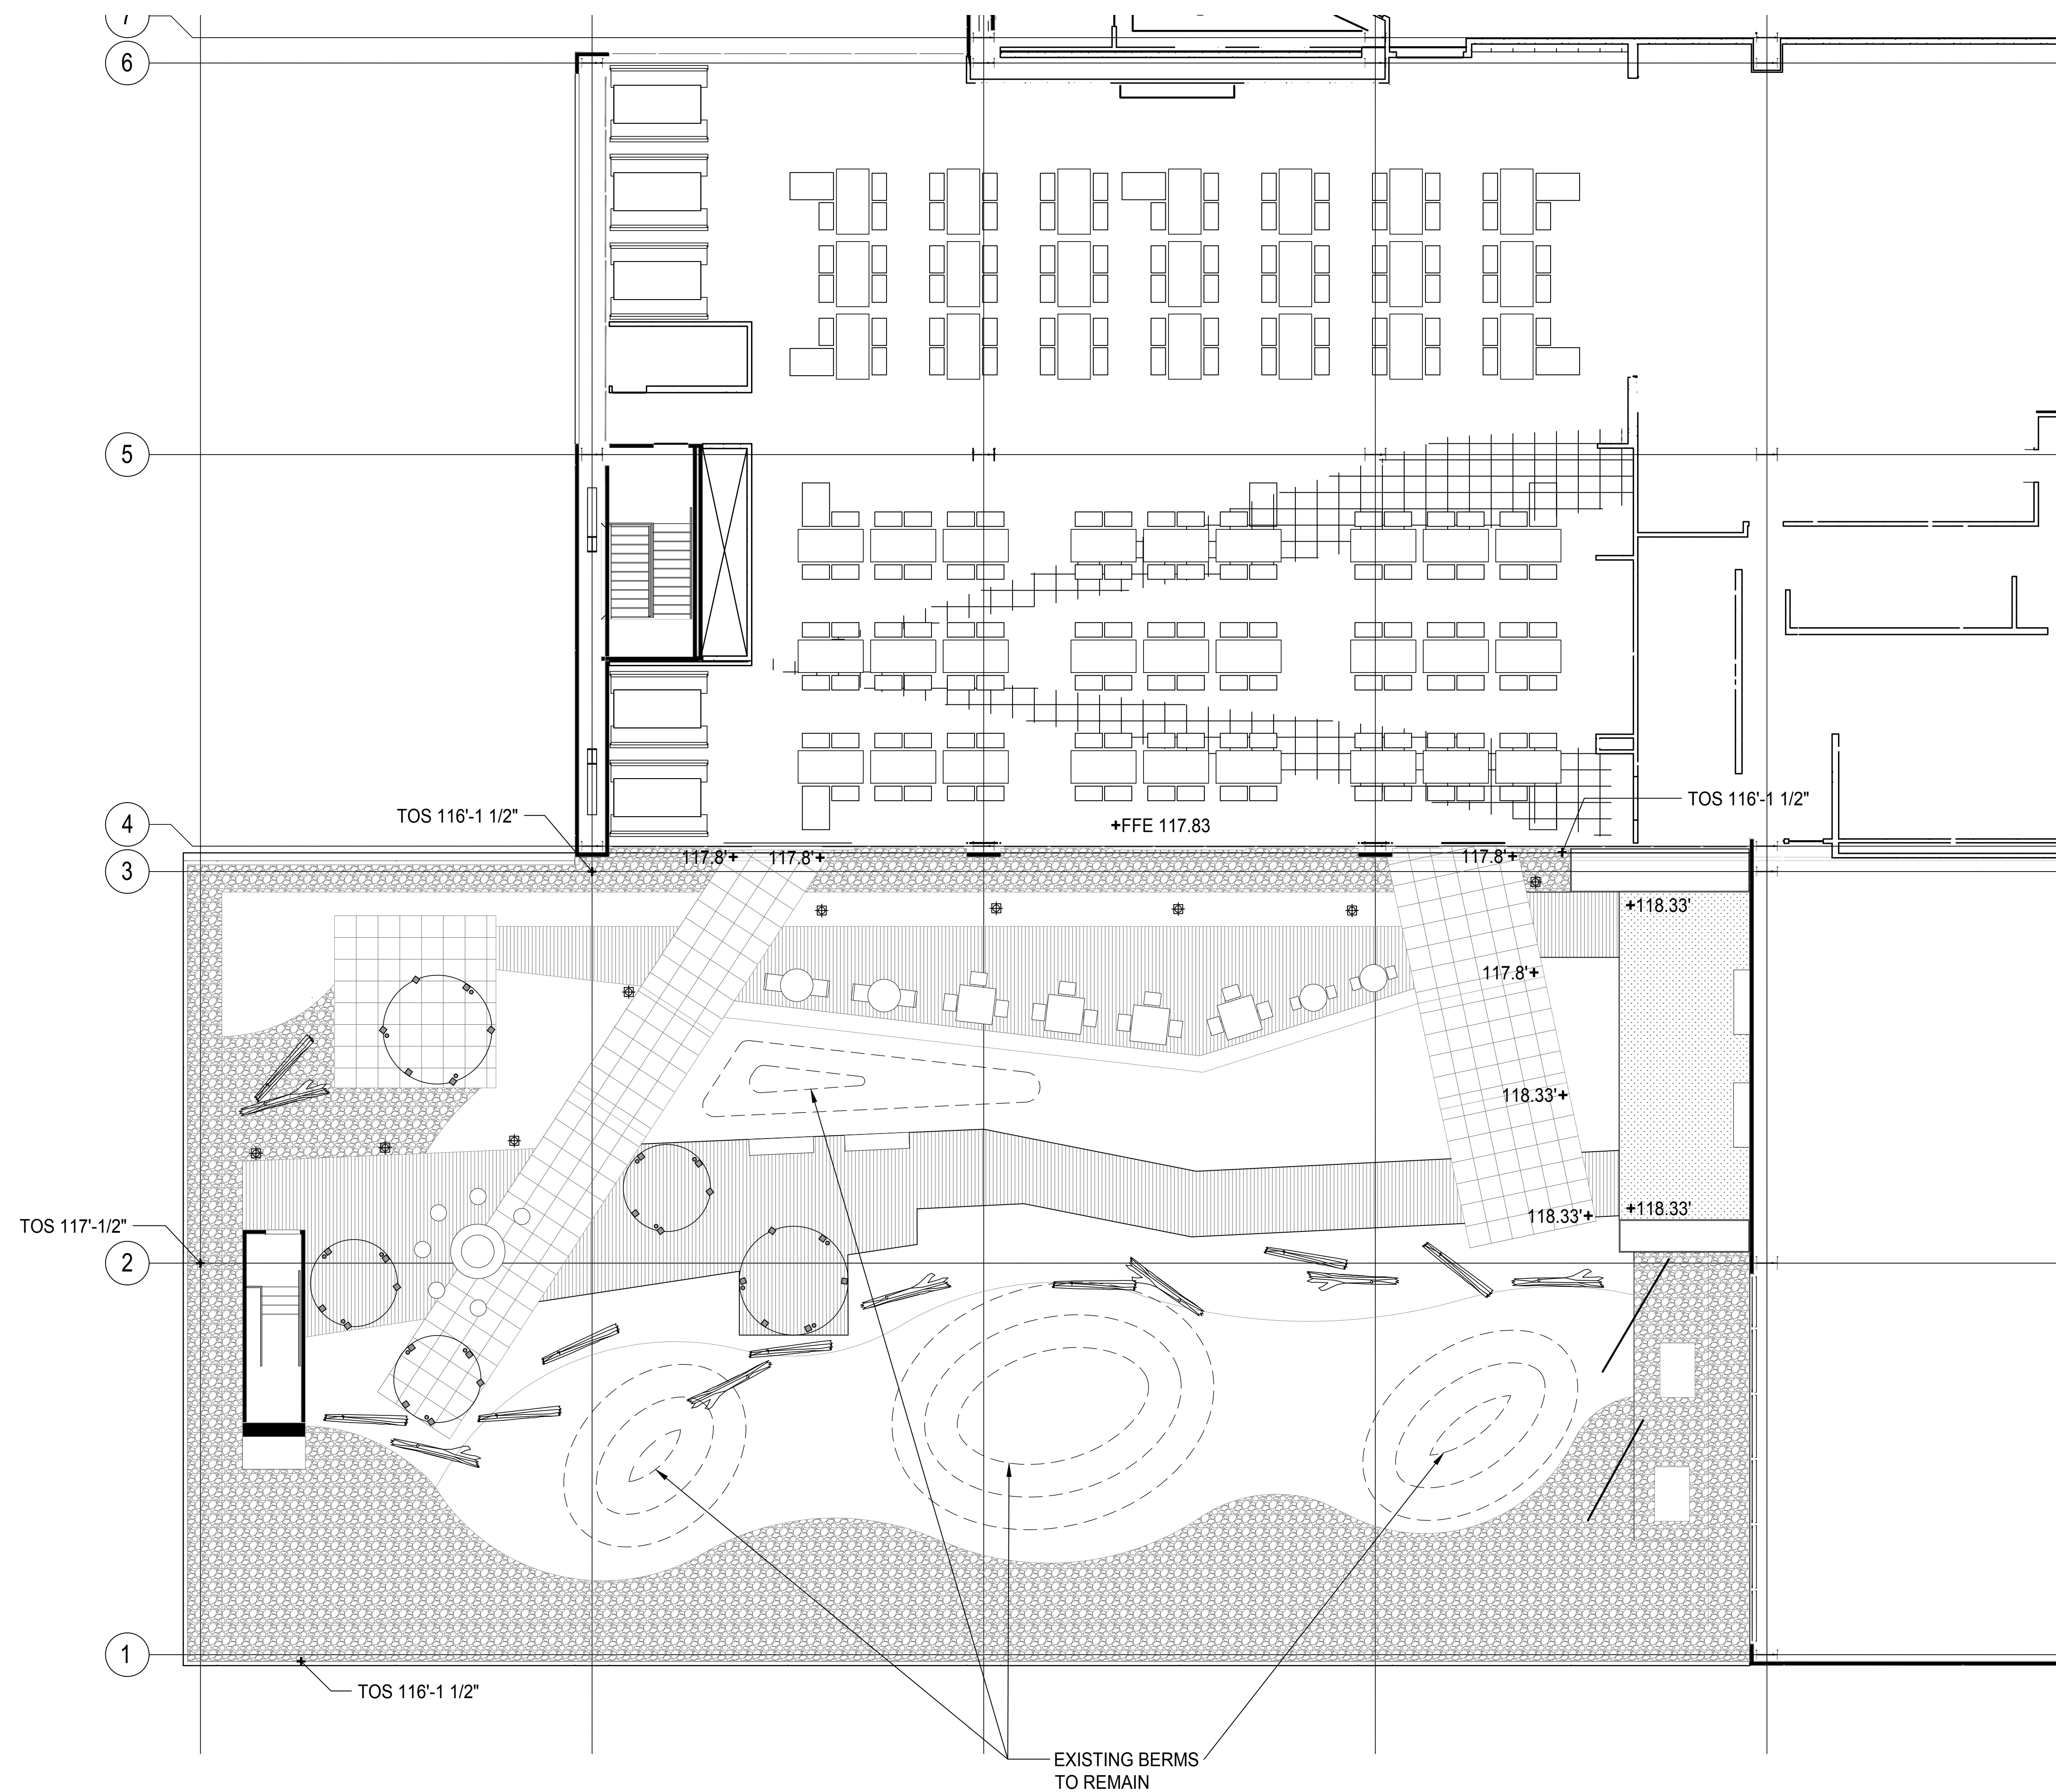 7
6
5
TOS 116'-1 1/2"
TOS 116'-1 1/2"
4
+FFE 117.83
117.8'+
117.8'+
117.8'+
3
+118.33'
117.8'+
118.33'+
+118.33'
118.33'+
TOS 117'-1/2"
2
1
TOS 116'-1 1/2"
EXISTING BERMS
TO REMAIN